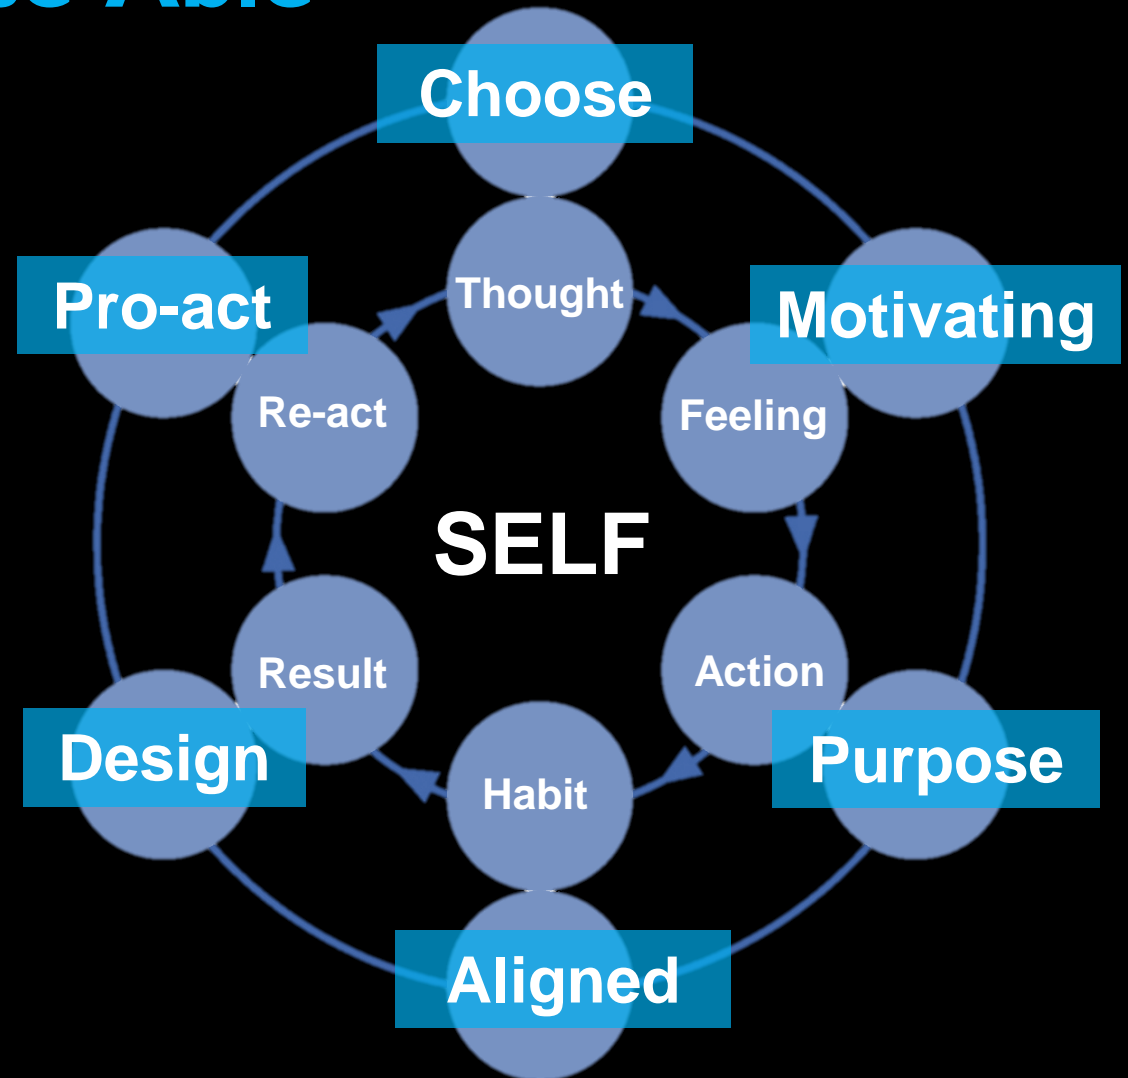 Choose
Thought
Pro-act
Motivating
Re-act
Feeling
SELF
Result
Action
Design
Purpose
Habit
Aligned